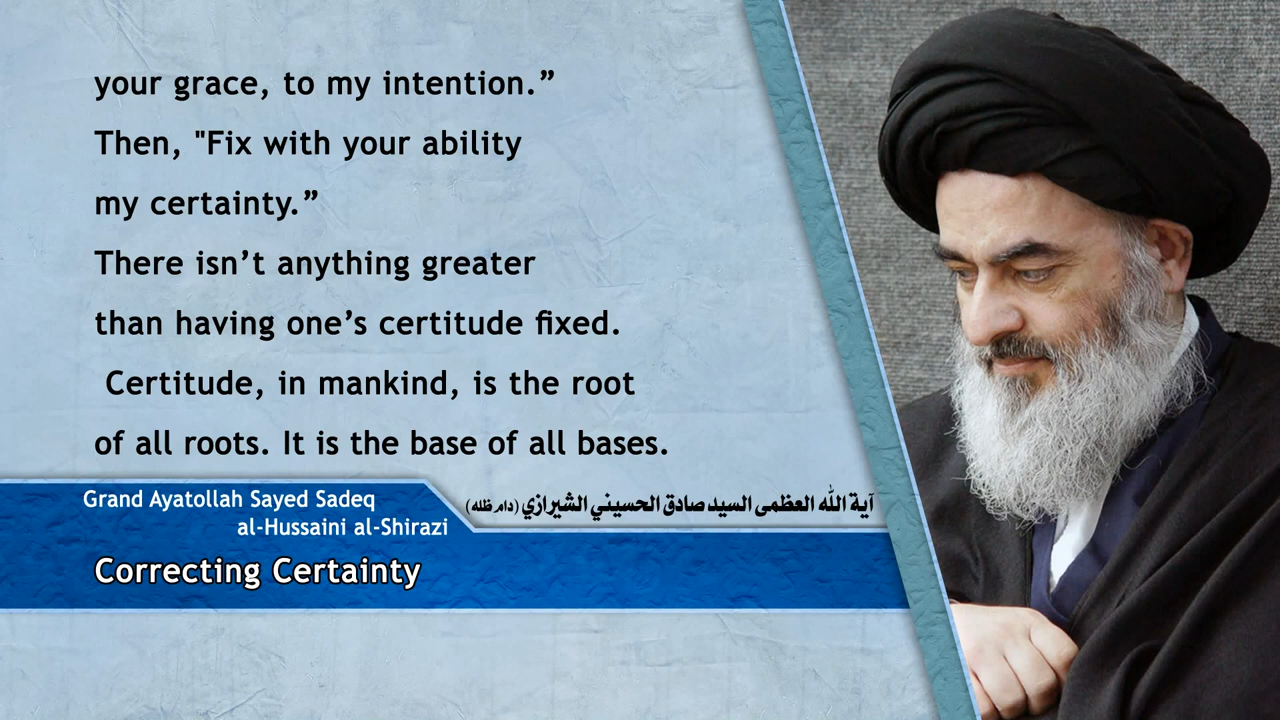 your grace, to my intention.”
Then, "Fix with your ability
my certainty.”
There isn’t anything greater
than having one’s certitude fixed.
Certitude, in mankind, is the root
of all roots. It is the base of all bases.
Grand Ayatollah Sayed Sadeq
al-Hussaini al-Shirazi
آية الله العظمى السيد صادق الحسيني الشيرازي (دام ظله)
Correcting Certainty